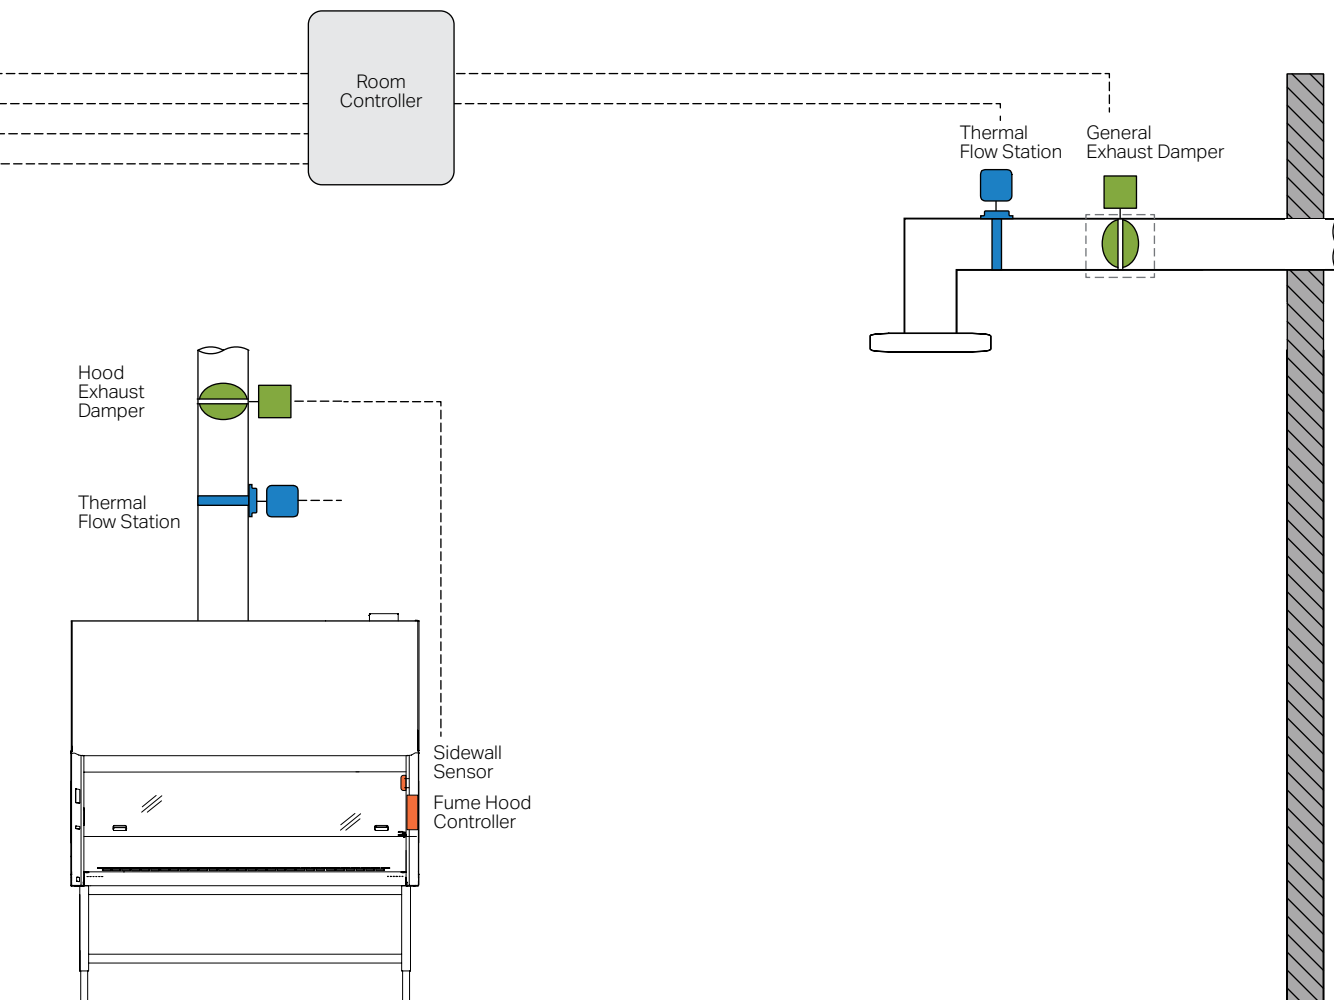 Room
Controller
Thermal
Flow Station
General
Exhaust Damper
Hood
Exhaust
Damper
Thermal
Flow Station
Sidewall
Sensor
Fume Hood
Controller